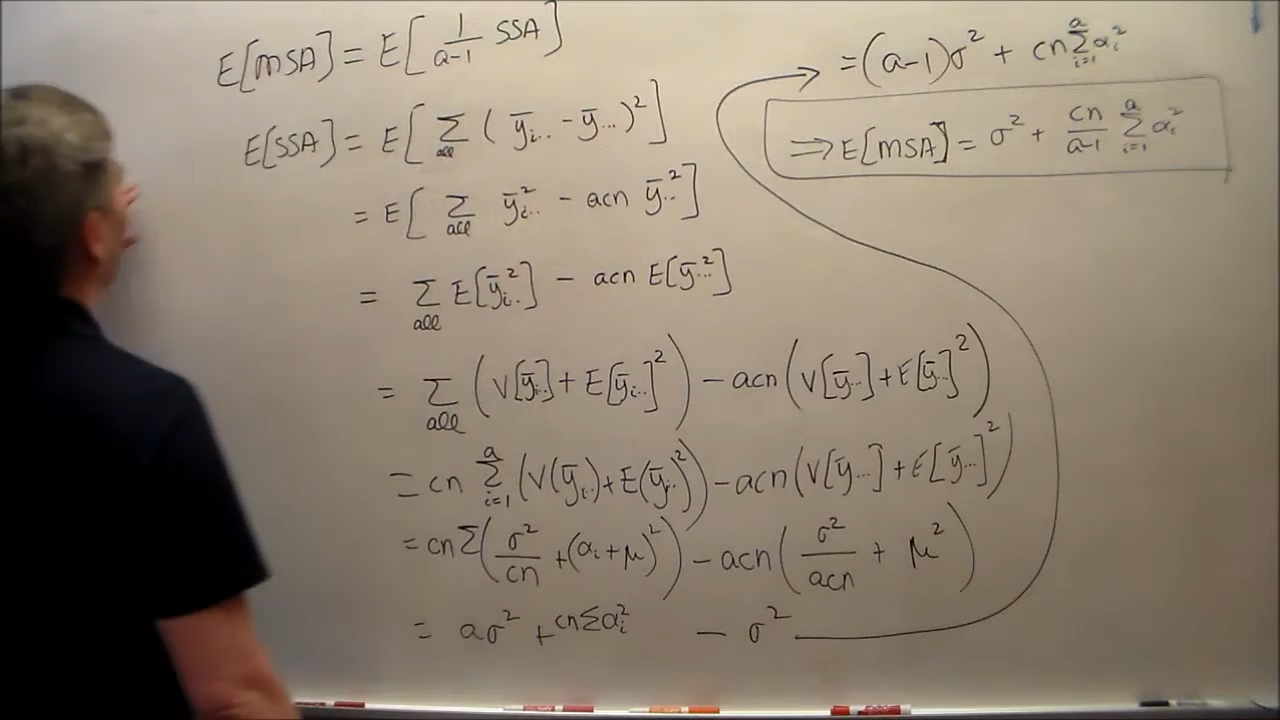 E[MSA] = E[ 1/(a-1) SSA ]
E[SSA] = E[ Σ_all ( ȳ_i.. - ȳ... )² ]
= E[ Σ_all ȳ_i..² - acn ȳ..² ]
= Σ_all E[ȳ_i.²] - acn E[ȳ...²]
= Σ_all ( V[ȳ_i..] + E[ȳ_i..]² ) - acn ( V[ȳ...] + E[ȳ...]² )
= cn Σ_{i=1}^a ( V(ȳ_i..) + E(ȳ_i..)² ) - acn ( V[ȳ...] + E[ȳ...]² )
= cn Σ( σ²/cn + (α_i + μ)² ) - acn ( σ²/acn + μ² )
= aσ² + cn Σ α_i² - σ²
→ = (a-1)σ² + cn Σ_{i=1}^a α_i²
⇒ E[MSA] = σ² + cn/(a-1) Σ_{i=1}^a α_i²